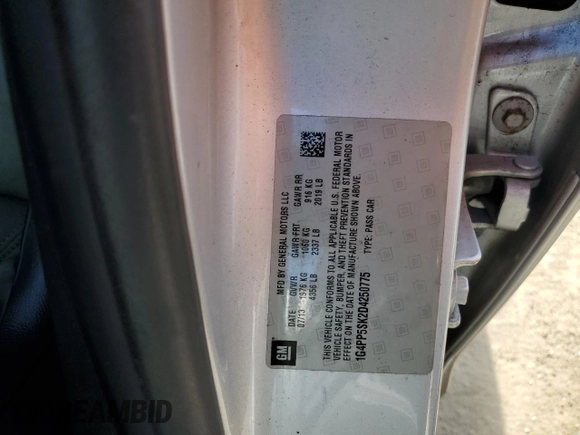 MFD BY GENERAL MOTORS LLC
DATE GVWR GAWR FRT GAWR RR
07/13 1976 KG 1060 KG 916 KG
4356 LB 2337 LB 2019 LB
THIS VEHICLE CONFORMS TO ALL APPLICABLE U.S. FEDERAL MOTOR
VEHICLE SAFETY, BUMPER, AND THEFT PREVENTION STANDARDS IN
EFFECT ON THE DATE OF MANUFACTURE SHOWN ABOVE.
1G4PP5SK2D4250775 TYPE: PASS CAR
GM